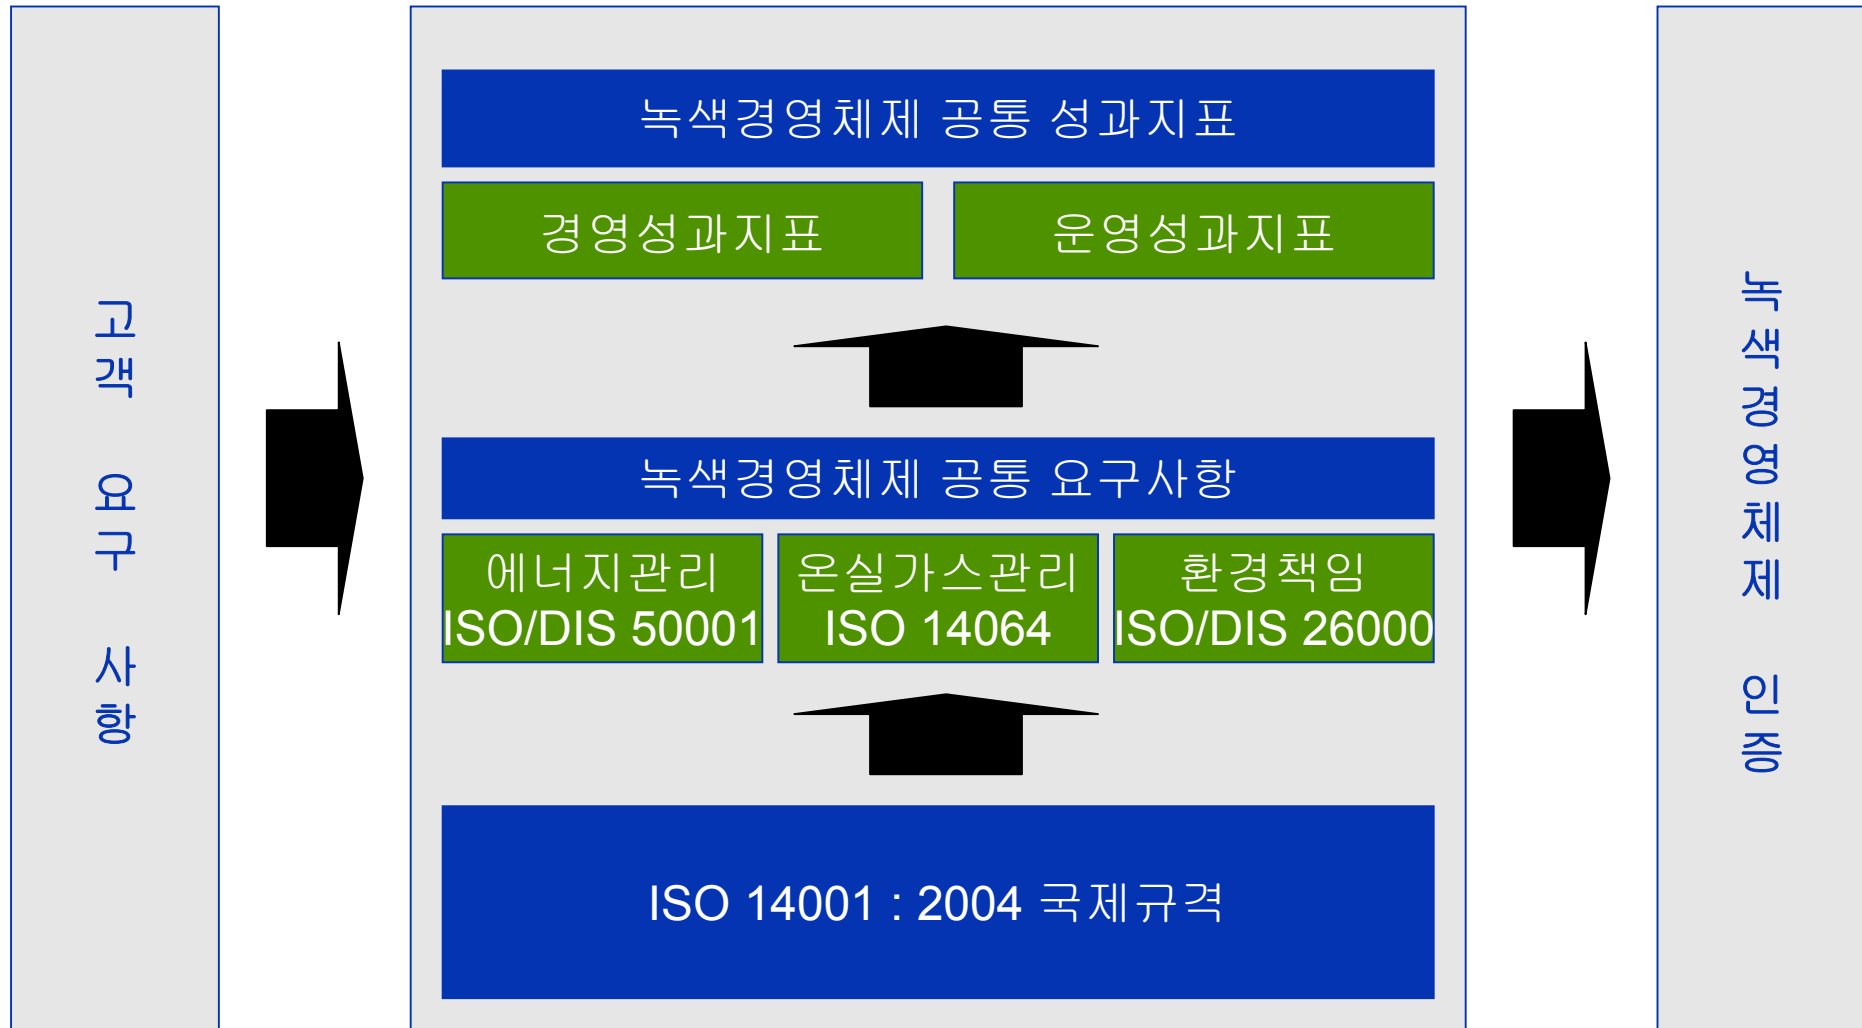 고객 요구 사항
녹색경영체제 공통 성과지표
경영성과지표
운영성과지표
녹색경영체제 공통 요구사항
에너지관리
ISO/DIS 50001
온실가스관리
ISO 14064
환경책임
ISO/DIS 26000
ISO 14001 : 2004 국제규격
녹색경영체제 인증